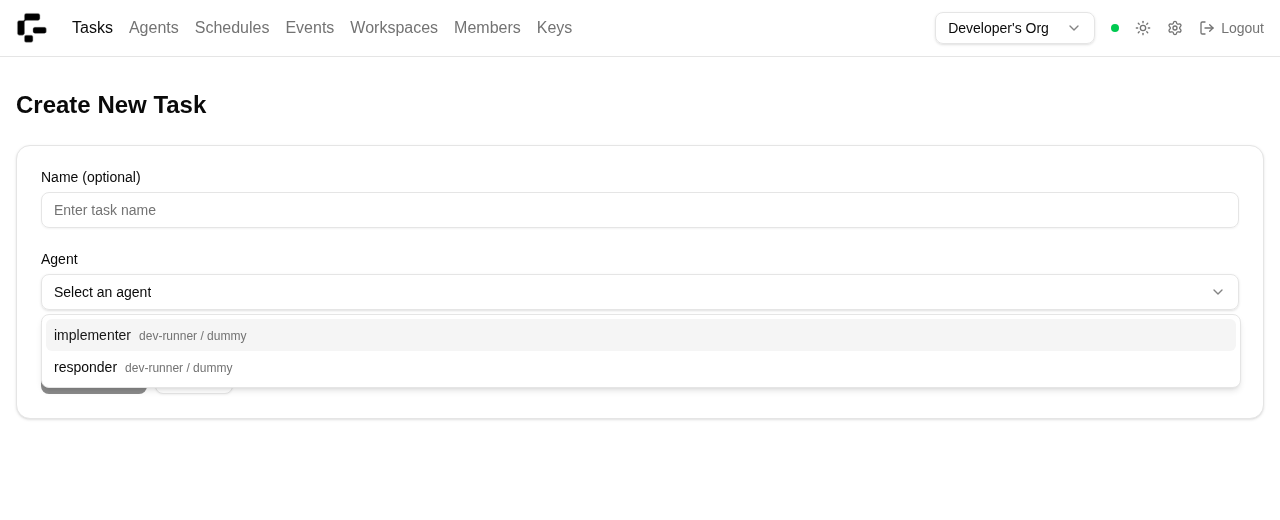 Tasks Agents Schedules Events Workspaces Members Keys Developer's Org Logout
Create New Task
Name (optional)
Enter task name
Agent
Select an agent
implementer dev-runner / dummy
responder dev-runner / dummy